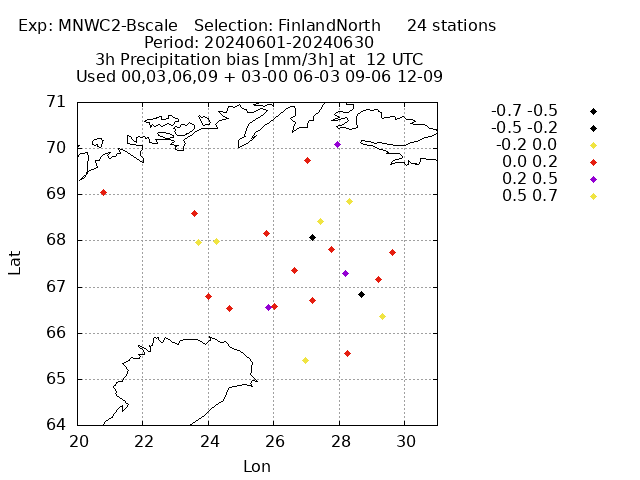 Exp: MNWC2-Bscale   Selection: FinlandNorth     24 stations
Period: 20240601-20240630
3h Precipitation bias [mm/3h] at  12 UTC
Used 00,03,06,09 + 03-00 06-03 09-06 12-09
-0.7 -0.5
-0.5 -0.2
-0.2 0.0
0.0 0.2
0.2 0.5
0.5 0.7
71
70
69
68
67
66
65
64
Lat
20 22 24 26 28 30
Lon